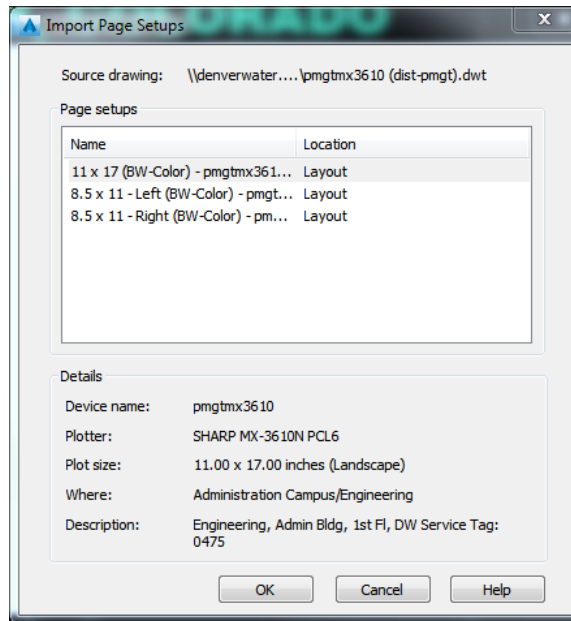 COLORADO
Import Page Setups
X
Source drawing: \\denverwater....\pmgtmx3610 (dist-pmgt).dwt
Page setups
Name Location
11 x 17 (BW-Color) - pmgtmx361... Layout
8.5 x 11 - Left (BW-Color) - pmgt... Layout
8.5 x 11 - Right (BW-Color) - pm... Layout
Details
Device name: pmgtmx3610
Plotter: SHARP MX-3610N PCL6
Plot size: 11.00 x 17.00 inches (Landscape)
Where: Administration Campus/Engineering
Description: Engineering, Admin Bldg, 1st Fl, DW Service Tag:
0475
OK Cancel Help